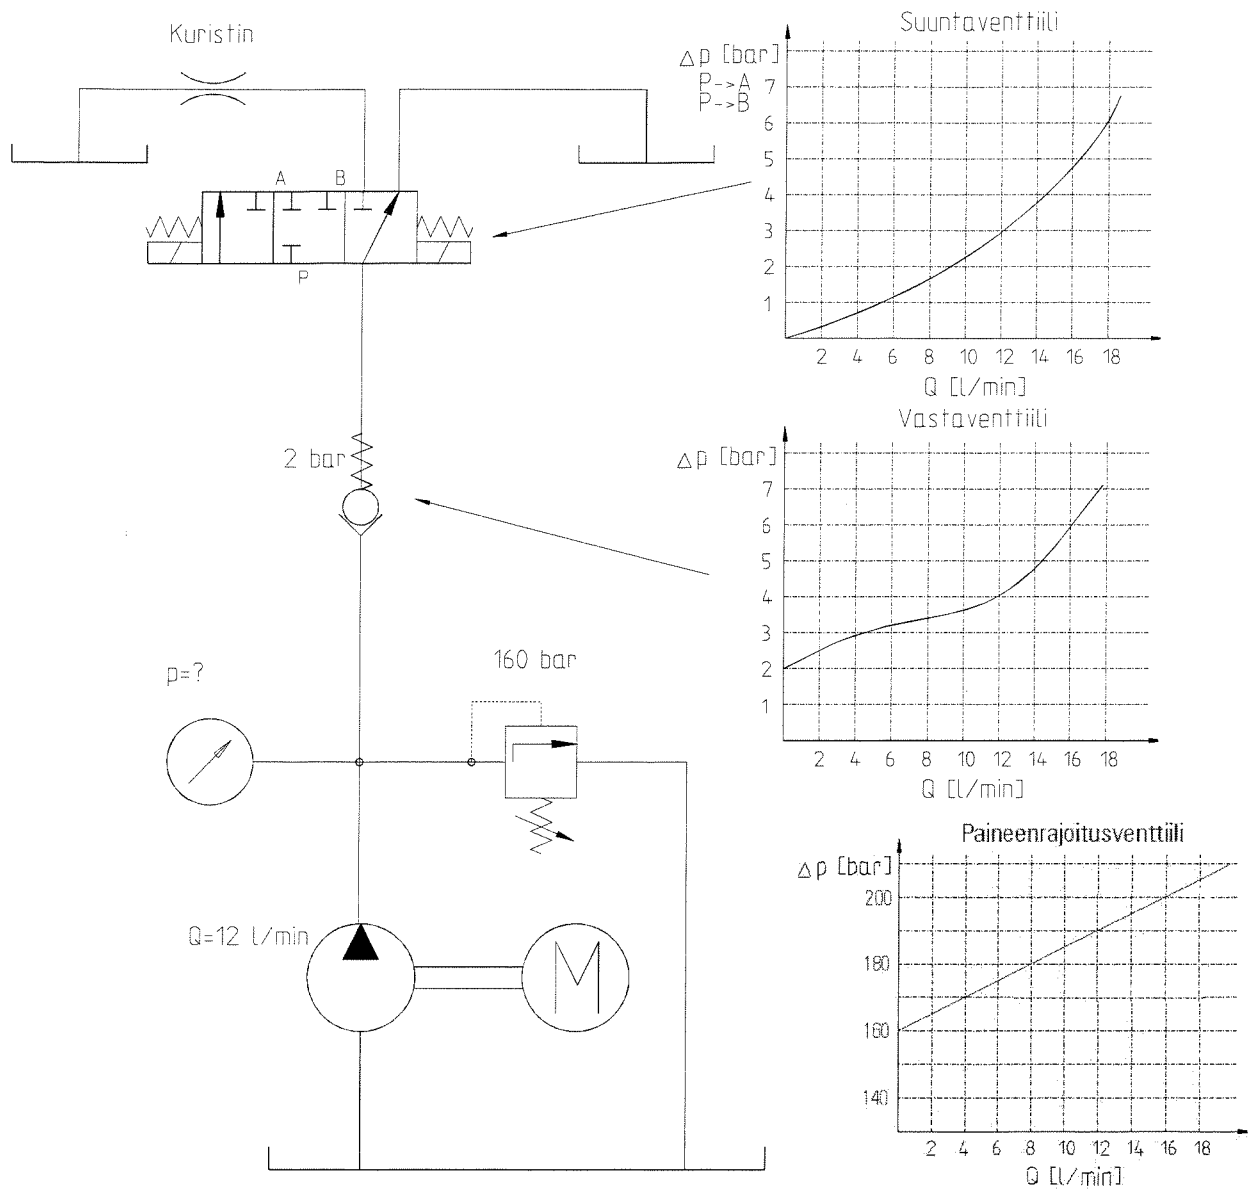 Kuristin
A
B
P
2 bar
p=?
160 bar
Q=12 l/min
M
Suuntaventtiili
△p [bar]
P->A
P->B
7
6
5
4
3
2
1
2 4 6 8 10 12 14 16 18
Q [l/min]
Vastaventtiili
△p [bar]
7
6
5
4
3
2
1
2 4 6 8 10 12 14 16 18
Q [l/min]
Paineenrajoitusventtiili
△p [bar]
200
180
160
140
2 4 6 8 10 12 14 16 18
Q [l/min]